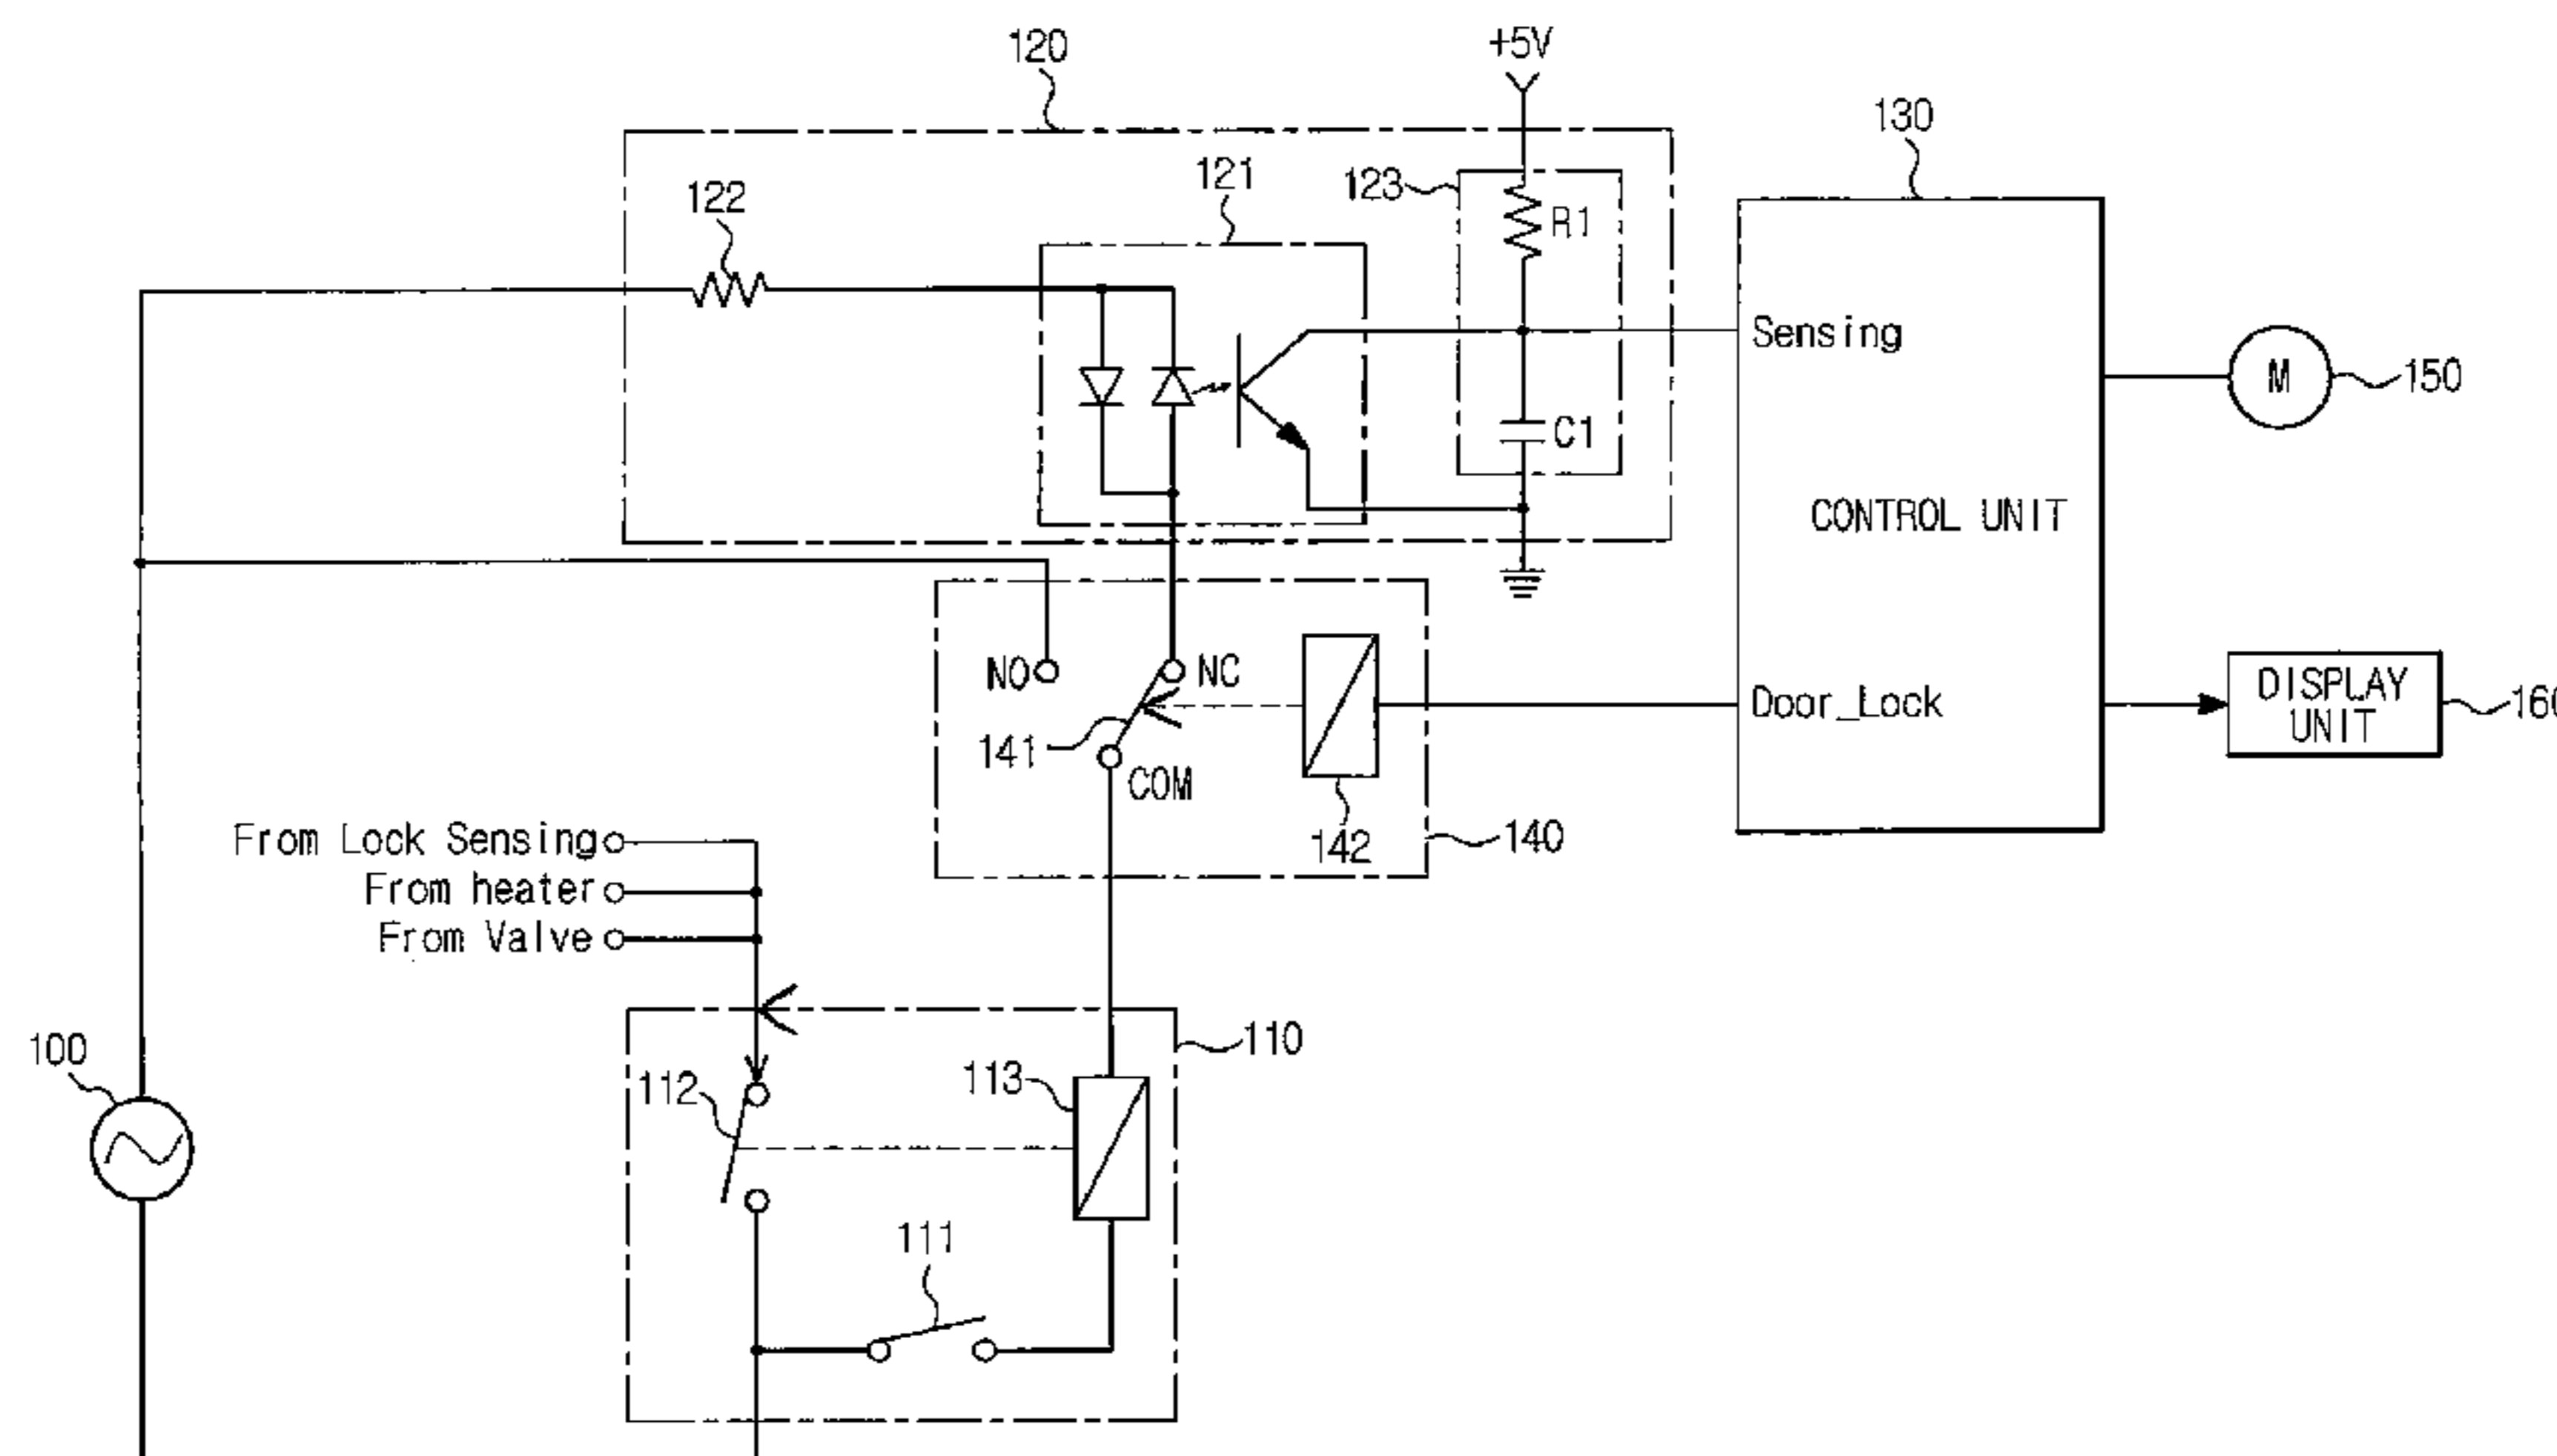 120
+5V
130
122
121
123
R1
Sensing
M
150
C1
CONTROL UNIT
NO
NC
Door_Lock
DISPLAY
UNIT
141
COM
142
140
From Lock Sensing
From heater
From Valve
100
110
112
113
111